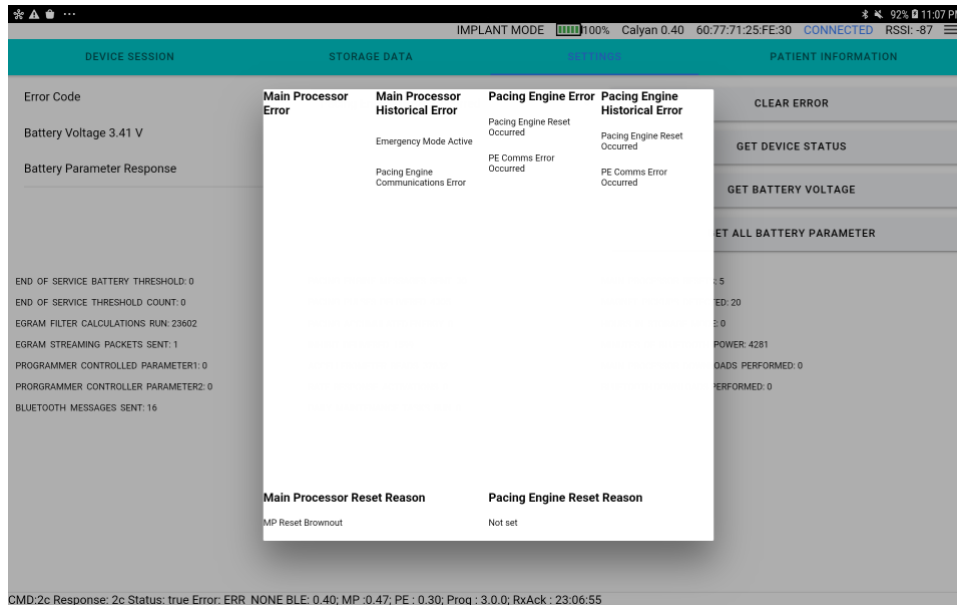 92% 11:07 PM
IMPLANT MODE 100% Calyan 0.40 60:77:71:25:FE:30 CONNECTED RSSI: -87
DEVICE SESSION STORAGE DATA SETTINGS PATIENT INFORMATION
Error Code
Battery Voltage 3.41 V
Battery Parameter Response
END OF SERVICE BATTERY THRESHOLD: 0
END OF SERVICE THRESHOLD COUNT: 0
EGRAM FILTER CALCULATIONS RUN: 23602
EGRAM STREAMING PACKETS SENT: 1
PROGRAMMER CONTROLLED PARAMETER1: 0
PRORGRAMMER CONTROLLER PARAMETER2: 0
BLUETOOTH MESSAGES SENT: 16
Main Processor
Error
Main Processor
Historical Error
Emergency Mode Active
Pacing Engine
Communications Error
Pacing Engine Error
Pacing Engine Reset
Occurred
PE Comms Error
Occurred
Pacing Engine
Historical Error
Pacing Engine Reset
Occurred
PE Comms Error
Occurred
Main Processor Reset Reason
MP Reset Brownout
Pacing Engine Reset Reason
Not set
CLEAR ERROR
GET DEVICE STATUS
GET BATTERY VOLTAGE
ET ALL BATTERY PARAMETER
: 5
TED: 20
E: 0
POWER: 4281
OADS PERFORMED: 0
PERFORMED: 0
CMD:2c Response: 2c Status: true Error: ERR_NONE BLE: 0.40; MP :0.47; PE : 0.30; Prog : 3.0.0; RxAck : 23:06:55